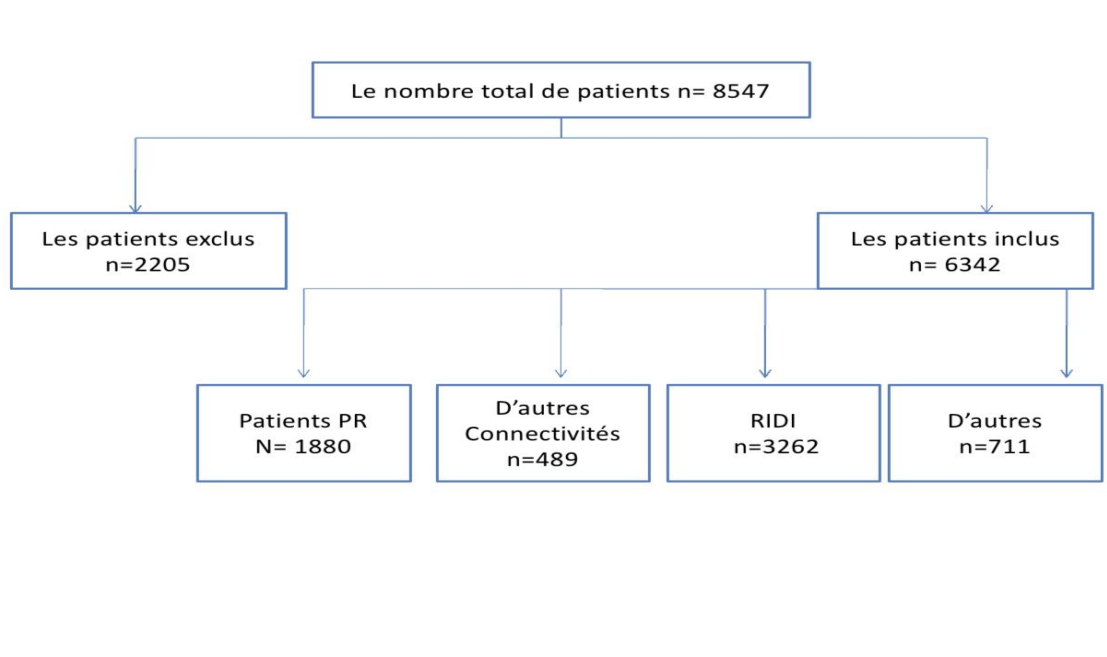 Le nombre total de patients n= 8547
Les patients exclus
n=2205
Les patients inclus
n= 6342
Patients PR
N= 1880
D’autres
Connectivités
n=489
RIDI
n=3262
D’autres
n=711